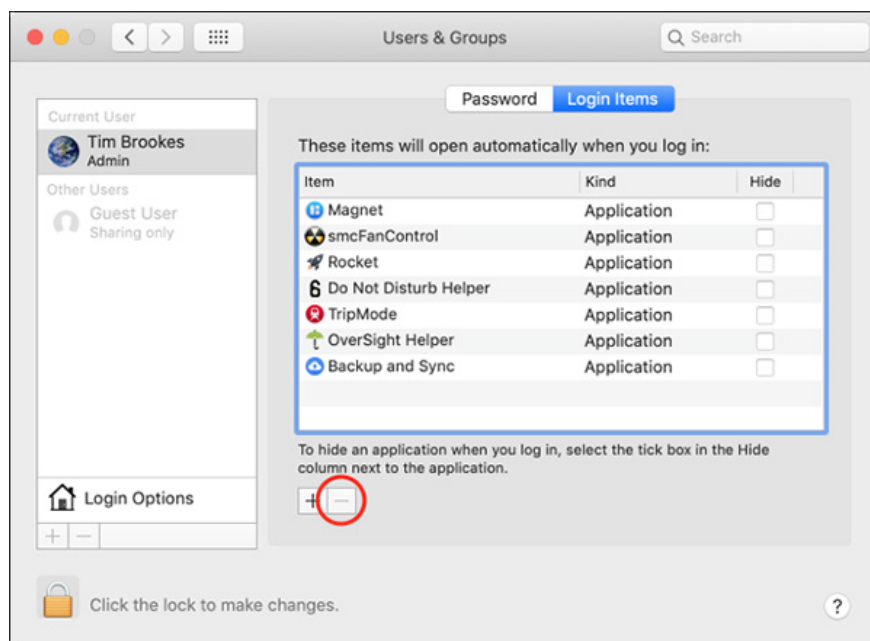 Users & Groups
Search
Password
Login Items
Current User
Tim Brookes
Admin
Other Users
Guest User
Sharing only
Login Options
These items will open automatically when you log in:
Item Kind Hide
Magnet Application
smcFanControl Application
Rocket Application
Do Not Disturb Helper Application
TripMode Application
OverSight Helper Application
Backup and Sync Application
To hide an application when you log in, select the tick box in the Hide
column next to the application.
+ −
+ −
Click the lock to make changes.
?